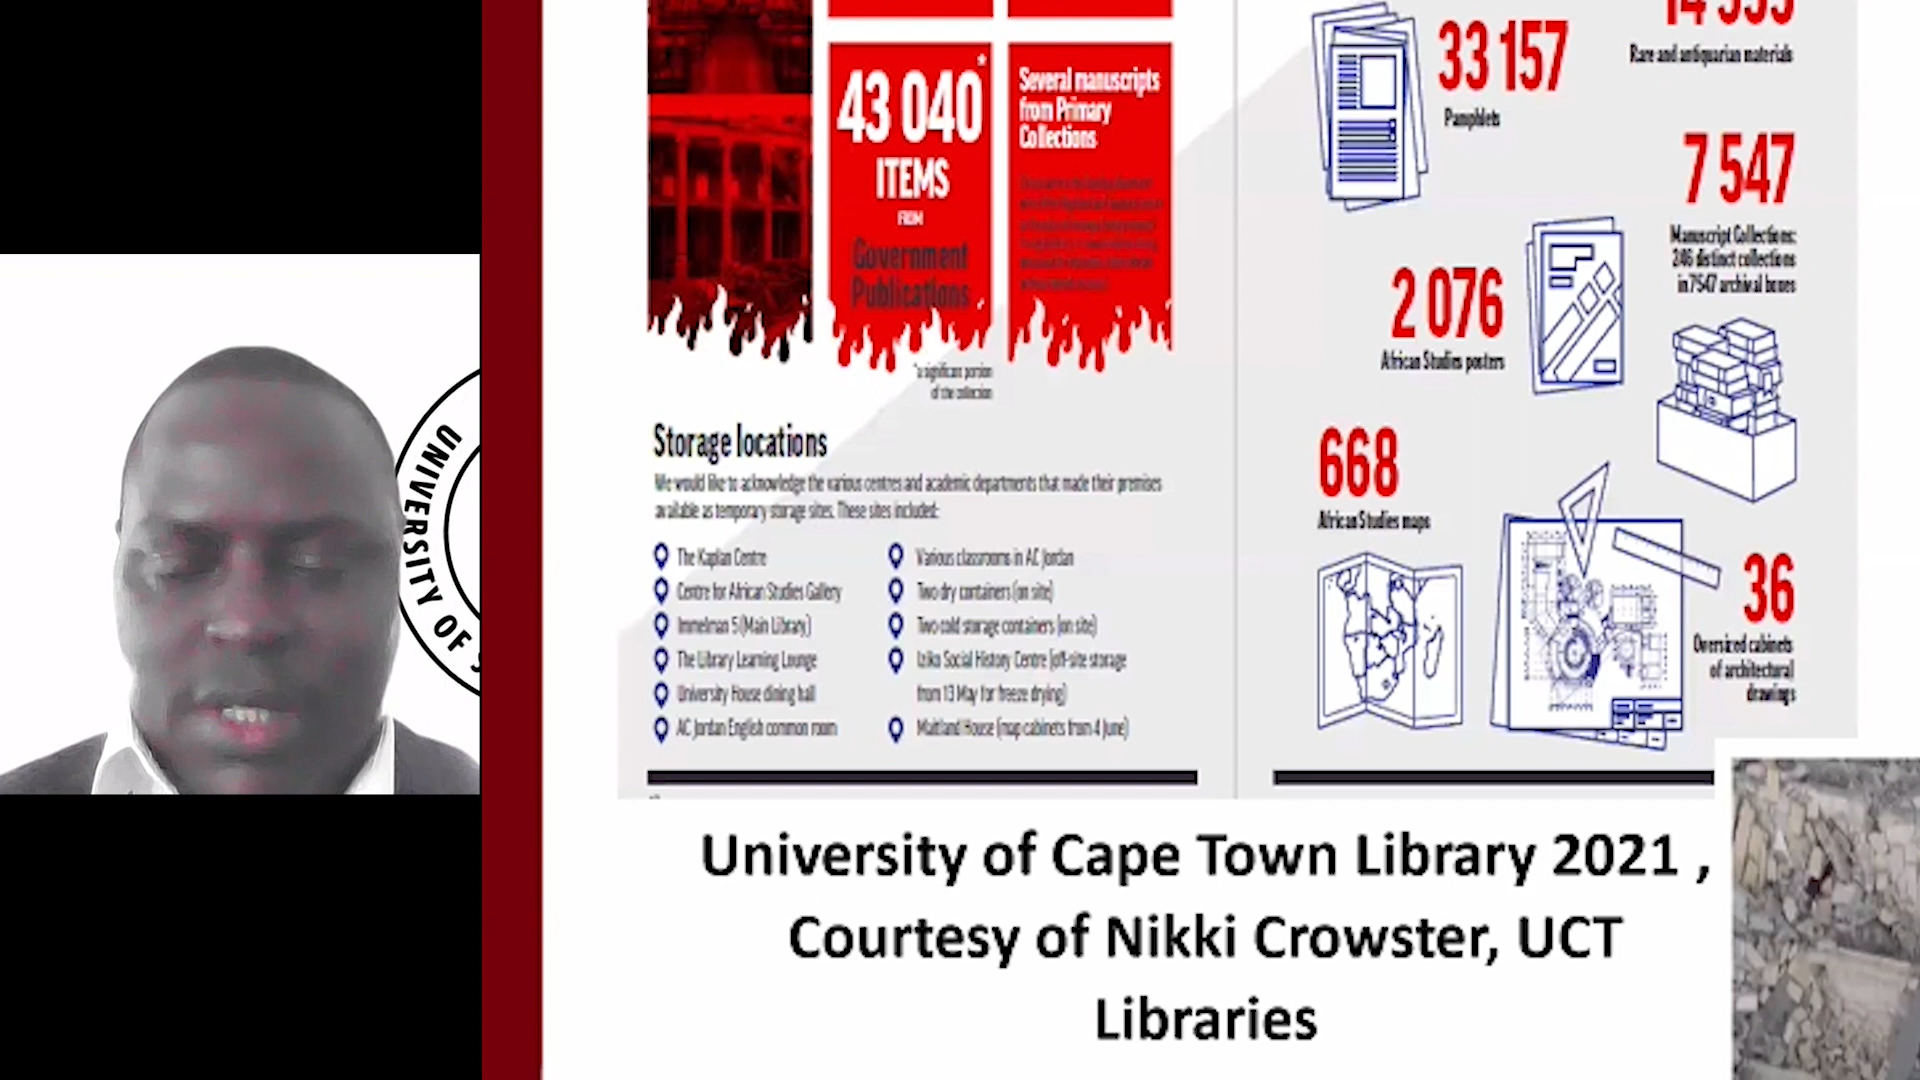 UNIVERSITY OF S
43 040*
ITEMS
FROM
Government
Publications
*a significant portion
of the collection
Several manuscripts
from Primary
Collections
Storage locations
We would like to acknowledge the various centres and academic departments that made their premises
available as temporary storage sites. These sites included:
The Kaplan Centre
Centre for African Studies Gallery
Immelman 5 (Main Library)
The Library Learning Lounge
University House dining hall
AC Jordan English common room
Various classrooms in AC Jordan
Two dry containers (on site)
Two cold storage containers (on site)
Iziko Social History Centre (off-site storage
from 13 May for freeze drying)
Maitland House (map cabinets from 4 June)
33 157
Pamphlets
Rare and antiquarian materials
7 547
Manuscript Collections:
246 distinct collections
in 7547 archival boxes
2 076
African Studies posters
668
African Studies maps
36
Oversized cabinets
of architectural
drawings
University of Cape Town Library 2021 ,
Courtesy of Nikki Crowster, UCT
Libraries